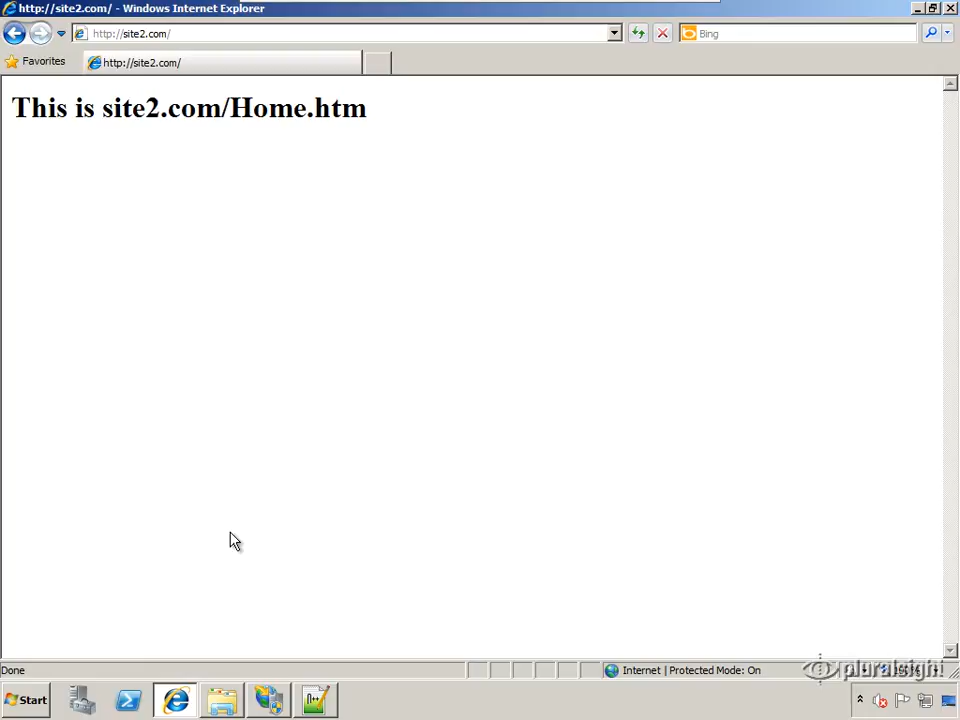 http://site2.com/ - Windows Internet Explorer
http://site2.com/
Bing
Favorites
http://site2.com/
This is site2.com/Home.htm
Done
Internet | Protected Mode: On
pluralsight
Start